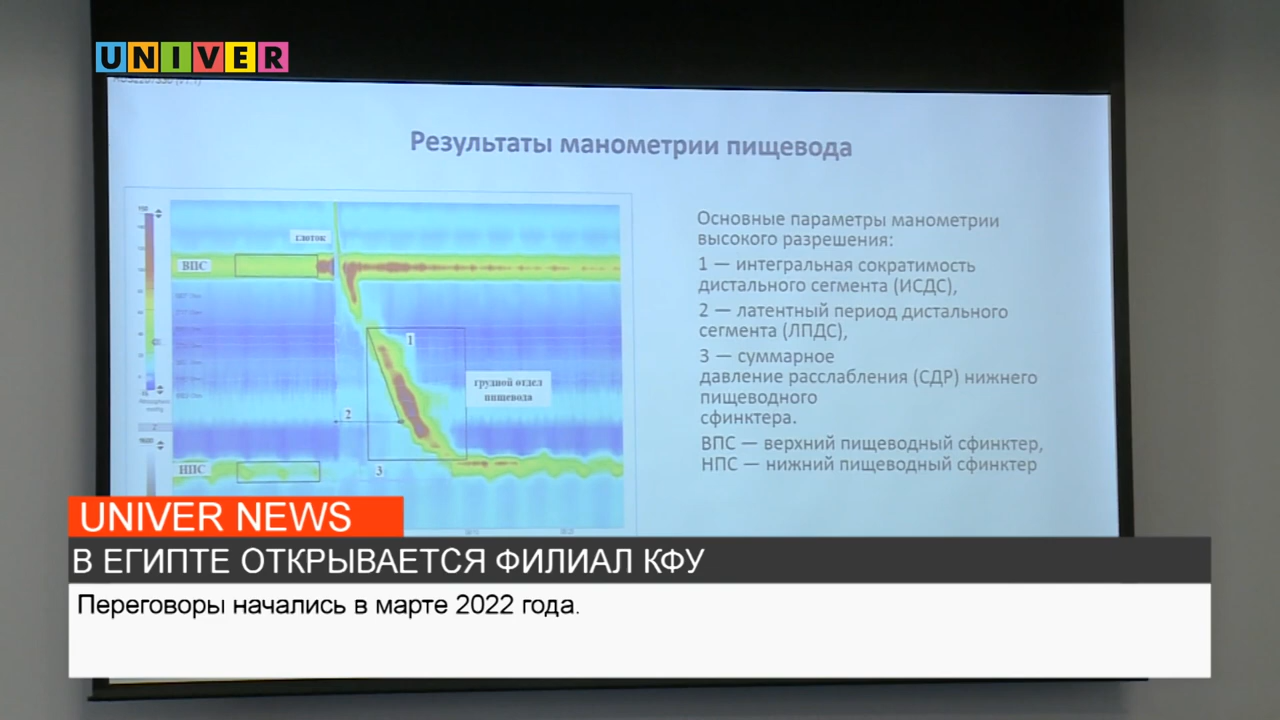 UNIVER
Результаты манометрии пищевода
глоток
ВПС
1
грудной отдел
пищевода
2
НПС
3
Основные параметры манометрии
высокого разрешения:
1 — интегральная сократимость
дистального сегмента (ИСДС),
2 — латентный период дистального
сегмента (ЛПДС),
3 — суммарное
давление расслабления (СДР) нижнего
пищеводного
сфинктера.
ВПС — верхний пищеводный сфинктер,
НПС — нижний пищеводный сфинктер
UNIVER NEWS
В ЕГИПТЕ ОТКРЫВАЕТСЯ ФИЛИАЛ КФУ
Переговоры начались в марте 2022 года.